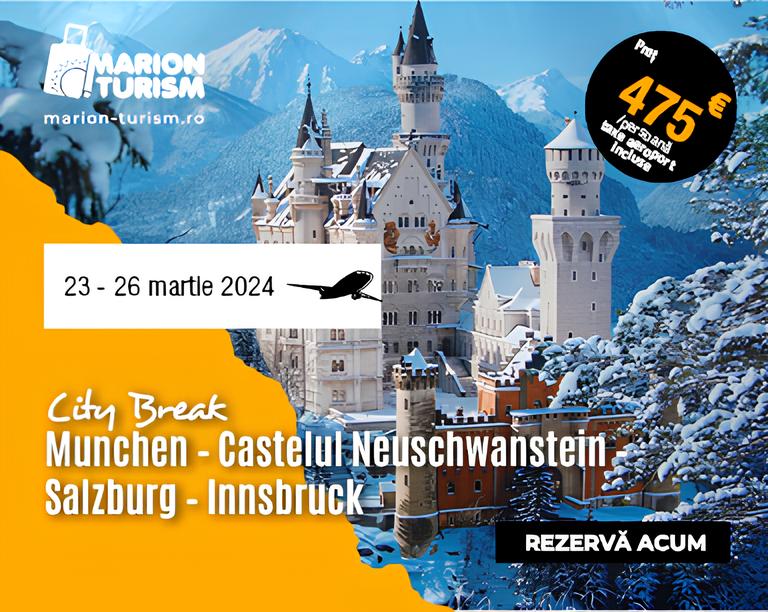 MARION
TURISM
marion-turism.ro
Preț
475 €
/persoană
taxe aeroport
incluse
23 - 26 martie 2024
City Break
Munchen - Castelul Neuschwanstein -
Salzburg - Innsbruck
REZERVĂ ACUM